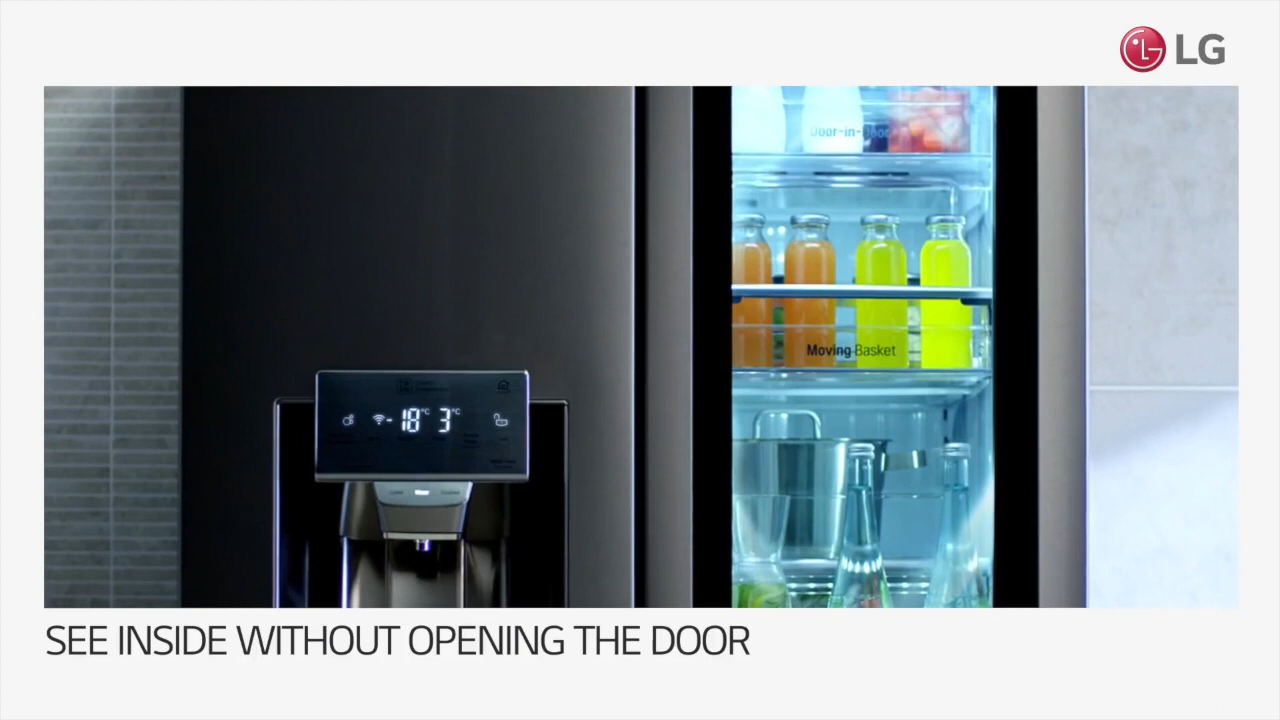 LG
Door-in-Door
Moving Basket
18°C 3°C
SEE INSIDE WITHOUT OPENING THE DOOR